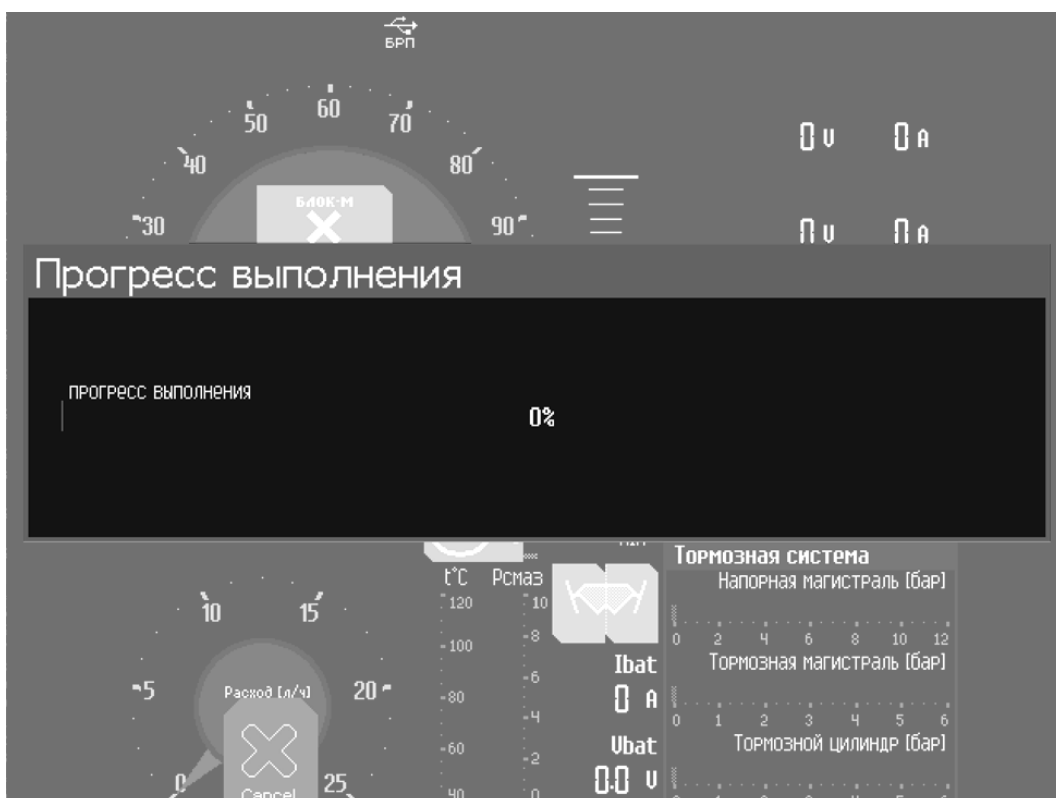 БРП
60
50
70
40
80
БЛОК-М
30
90
0 V 0 A
0 V 0 A
Прогресс выполнения
ПРОГРЕСС ВЫПОЛНЕНИЯ
0%
Тормозная система
t°C Pсмаз
Напорная магистраль [бар]
120 10
10 15
8
0 2 4 6 8 10 12
100
Ibat
Тормозная магистраль [бар]
6
5 Расход [л/ч] 20
80
0 A
4
0 1 2 3 4 5 6
60
Vbat
Тормозной цилиндр [бар]
2
0.0 V
0 25
Cancel
40 0